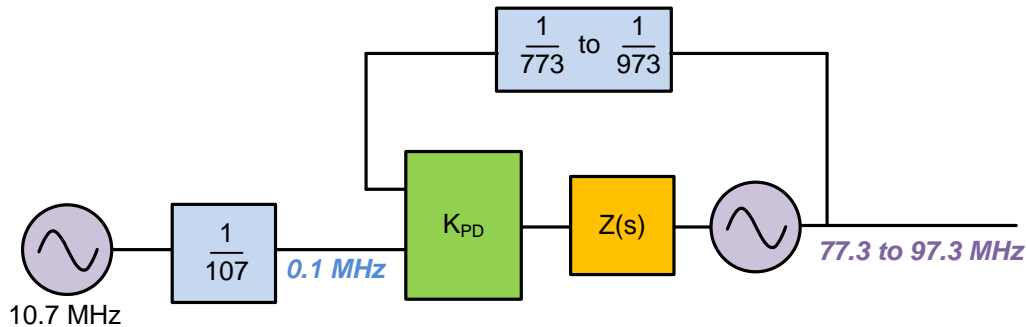 1/773 to 1/973
K_PD
Z(s)
1/107
0.1 MHz
77.3 to 97.3 MHz
10.7 MHz